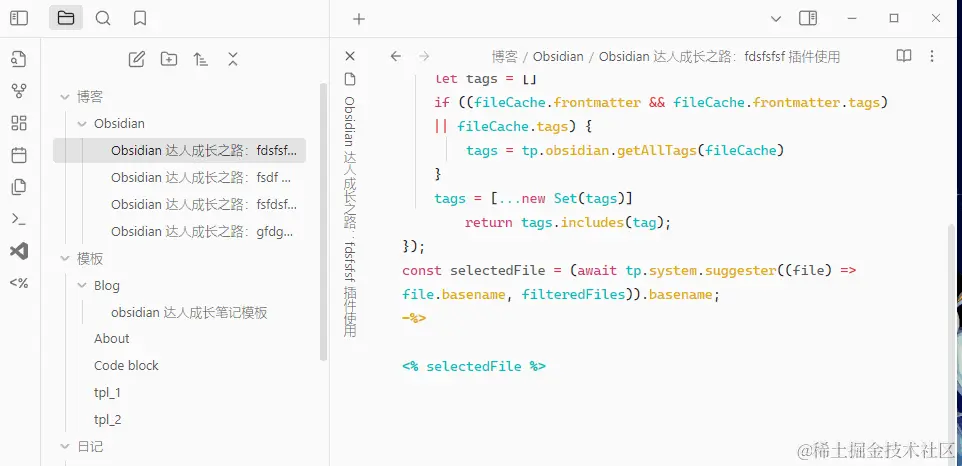 博客
Obsidian
Obsidian 达人成长之路：fdsfsf...
Obsidian 达人成长之路：fsdf ...
Obsidian 达人成长之路：fsfdsf...
Obsidian 达人成长之路：gfdg...
模板
Blog
obsidian 达人成长笔记模板
About
Code block
tpl_1
tpl_2
日记
<%
Obsidian 达人成长之路：fdsfsfsf 插件使用
博客 / Obsidian / Obsidian 达人成长之路：fdsfsfsf 插件使用
let tags = []
if ((fileCache.frontmatter && fileCache.frontmatter.tags)
|| fileCache.tags) {
tags = tp.obsidian.getAllTags(fileCache)
}
tags = [...new Set(tags)]
return tags.includes(tag);
});
const selectedFile = (await tp.system.suggester((file) =>
file.basename, filteredFiles)).basename;
-%>
<% selectedFile %>
@稀土掘金技术社区